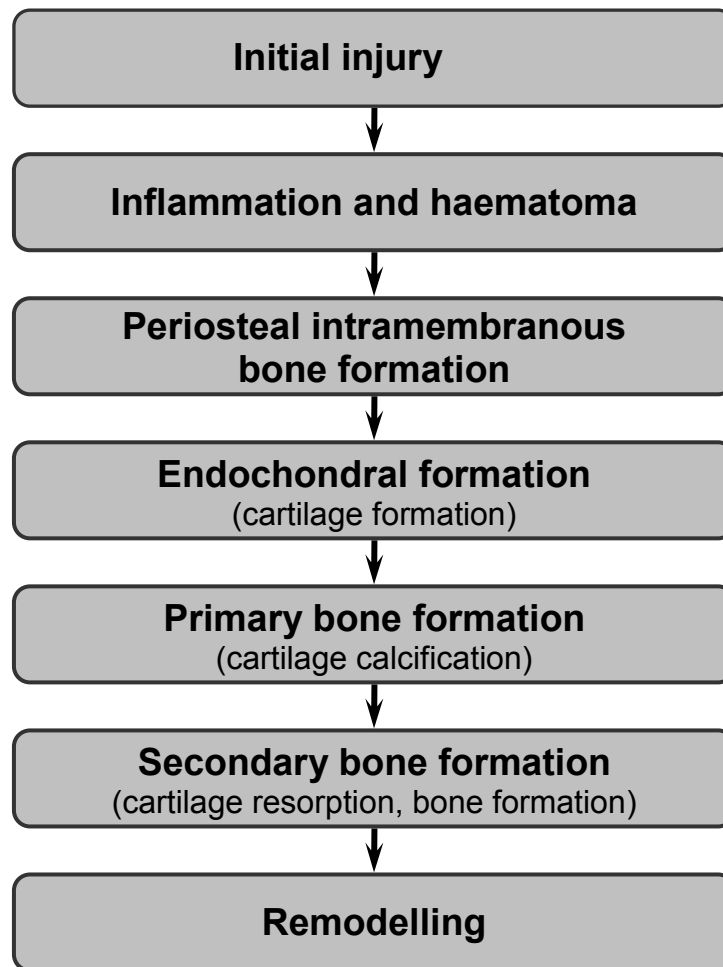 Initial injury
Inflammation and haematoma
Periosteal intramembranous
bone formation
Endochondral formation
(cartilage formation)
Primary bone formation
(cartilage calcification)
Secondary bone formation
(cartilage resorption, bone formation)
Remodelling